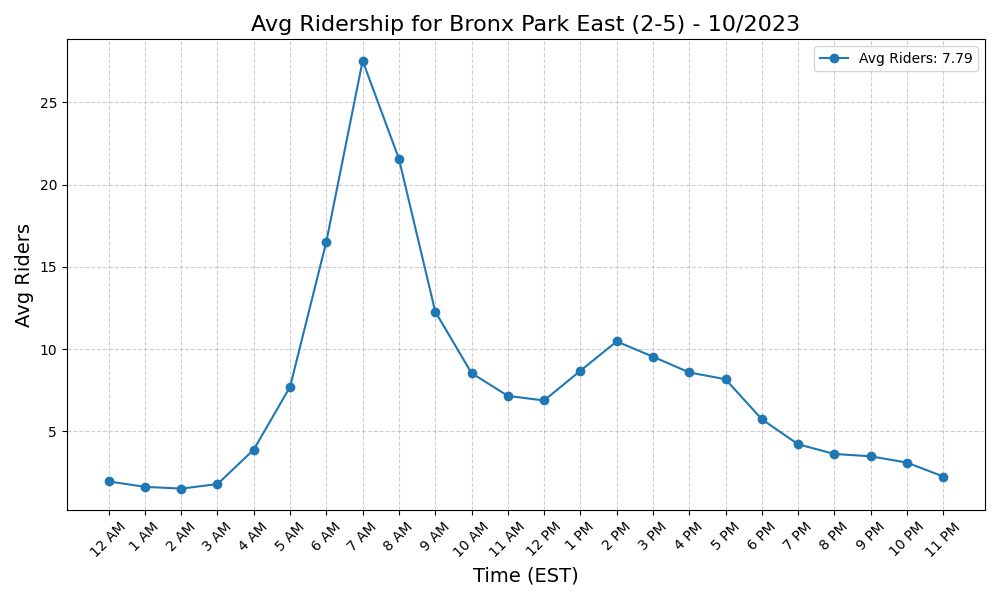 Avg Ridership for Bronx Park East (2-5) - 10/2023
Avg Riders: 7.79
Avg Riders
25
20
15
10
5
12 AM
1 AM
2 AM
3 AM
4 AM
5 AM
6 AM
7 AM
8 AM
9 AM
10 AM
11 AM
12 PM
1 PM
2 PM
3 PM
4 PM
5 PM
6 PM
7 PM
8 PM
9 PM
10 PM
11 PM
Time (EST)